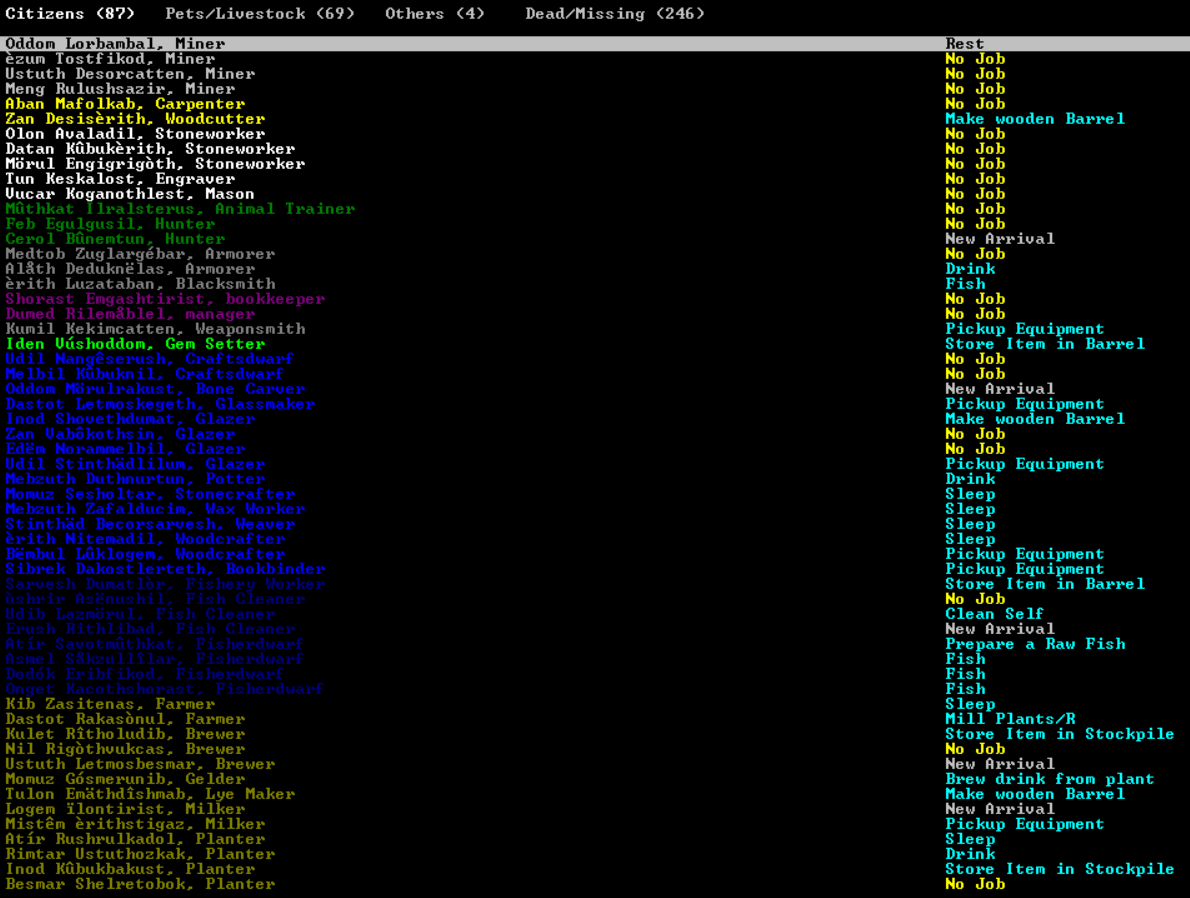 Citizens (87) Pets/Livestock (69) Others (4) Dead/Missing (246)
Oddom Lorbambal, Miner Rest
èzum Tostfikod, Miner No Job
Ustuth Desorcatten, Miner No Job
Meng Rulushsazir, Miner No Job
Aban Mafolkab, Carpenter No Job
Zan Desisèrith, Woodcutter Make wooden Barrel
Olon Avaladil, Stoneworker No Job
Datan Kûbukèrith, Stoneworker No Job
Mörul Engigrigòth, Stoneworker No Job
Tun Keskalost, Engraver No Job
Vucar Koganothlest, Mason No Job
Mûthkat Ilralsterus, Animal Trainer No Job
Feb Egulgusil, Hunter No Job
Cerol Bûnemtun, Hunter New Arrival
Medtob Zuglargébar, Armorer No Job
Alåth Deduknëlas, Armorer Drink
èrith Luzataban, Blacksmith Fish
Shorast Emgashtirist, bookkeeper No Job
Dumed Rilemåblel, manager No Job
Kumil Kekimcatten, Weaponsmith Pickup Equipment
Iden Vúshoddom, Gem Setter Store Item in Barrel
Udil Nangêserush, Craftsdwarf No Job
Melbil Kûbuknil, Craftsdwarf No Job
Oddom Mörulrakust, Bone Carver New Arrival
Dastot Letmoskegeth, Glassmaker Pickup Equipment
Inod Shovethdumat, Glazer Make wooden Barrel
Zan Vabôkothsin, Glazer No Job
Edëm Norammelbil, Glazer No Job
Udil Stinthädlilum, Glazer Pickup Equipment
Mebzuth Duthnurtun, Potter Drink
Momuz Sesholtar, Stonecrafter Sleep
Mebzuth Zafalducim, Wax Worker Sleep
Stinthäd Becorsarvesh, Weaver Sleep
èrith Nitemadil, Woodcrafter Sleep
Bëmbul Lûklogem, Woodcrafter Pickup Equipment
Sibrek Dakostlerteth, Bookbinder Pickup Equipment
Sarvesh Dumatlòr, Fishery Worker Store Item in Barrel
ùshrir Asënushil, Fish Cleaner No Job
Udib Lazmörul, Fish Cleaner Clean Self
Erush Rithlibad, Fish Cleaner New Arrival
Atír Savotmûthkat, Fisherdwarf Prepare a Raw Fish
Asmel Såkzullïlar, Fisherdwarf Fish
Dodók Eribfikod, Fisherdwarf Fish
Onget Kacothshorast, Fisherdwarf Fish
Kib Zasitenas, Farmer Sleep
Dastot Rakasònul, Farmer Mill Plants/R
Kulet Rîtholudib, Brewer Store Item in Stockpile
Nil Rigòthvukcas, Brewer No Job
Ustuth Letmosbesmar, Brewer New Arrival
Momuz Gósmerunib, Gelder Brew drink from plant
Tulon Emäthdîshmab, Lye Maker Make wooden Barrel
Logem ïlontirist, Milker New Arrival
Mistêm èrithstigaz, Milker Pickup Equipment
Atír Rushrulkadol, Planter Sleep
Rimtar Ustuthozkak, Planter Drink
Inod Kûbukbakust, Planter Store Item in Stockpile
Besmar Shelretobok, Planter No Job